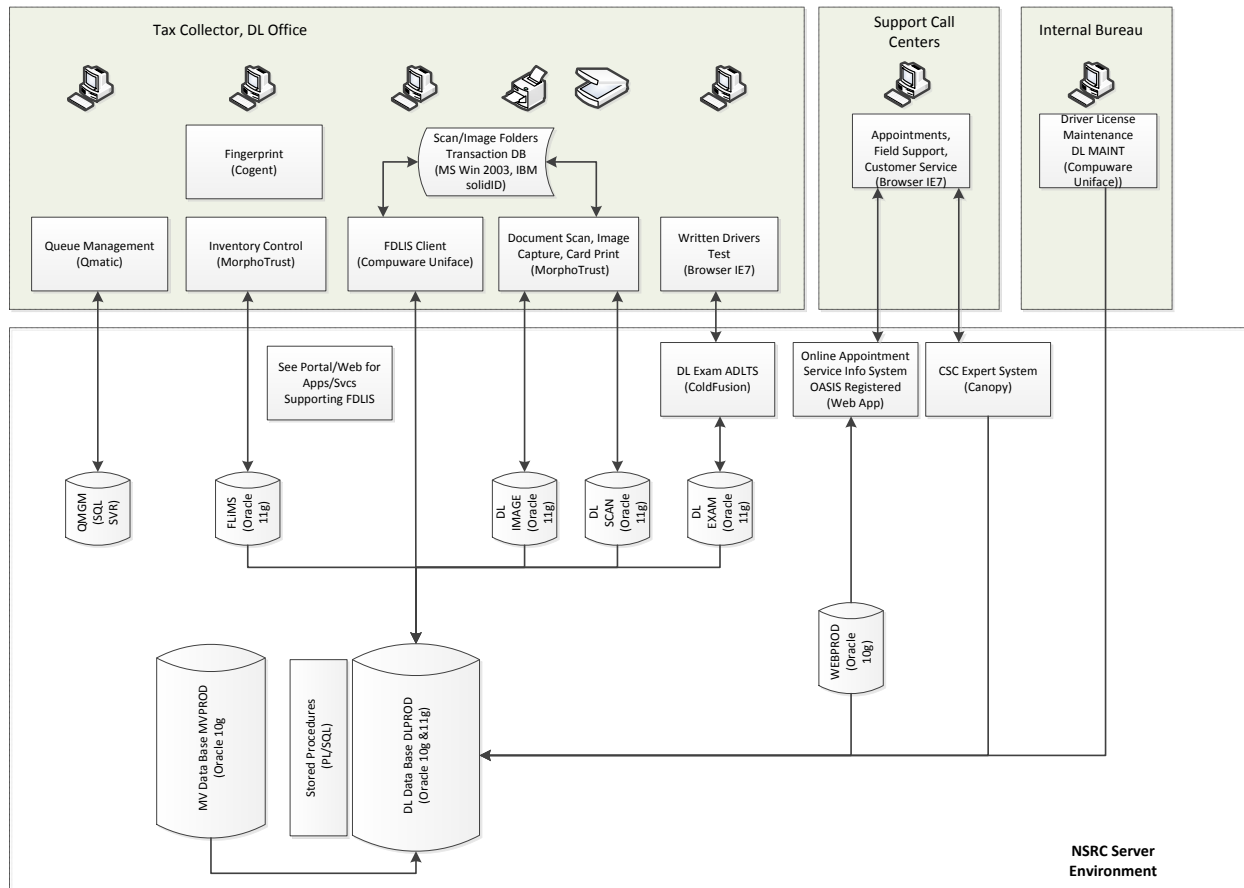 Tax Collector, DL Office
Support Call
Centers
Internal Bureau
Fingerprint
(Cogent)
Scan/Image Folders
Transaction DB
(MS Win 2003, IBM
solidID)
Appointments,
Field Support,
Customer Service
(Browser IE7)
Driver License
Maintenance
DL MAINT
(Compuware
Uniface))
Queue Management
(Qmatic)
Inventory Control
(MorphoTrust)
FDLIS Client
(Compuware Uniface)
Document Scan, Image
Capture, Card Print
(MorphoTrust)
Written Drivers
Test
(Browser IE7)
See Portal/Web for
Apps/Svcs
Supporting FDLIS
DL Exam ADLTS
(ColdFusion)
Online Appointment
Service Info System
OASIS Registered
(Web App)
CSC Expert System
(Canopy)
QMGM
(SQL
SVR)
FLiMS
(Oracle
11g)
DL
IMAGE
(Oracle
11g)
DL
SCAN
(Oracle
11g)
DL
EXAM
(Oracle
11g)
WEBPROD
(Oracle
10g)
MV Data Base MVPROD
(Oracle 10g
Stored Procedures
(PL/SQL)
DL Data Base DLPROD
(Oracle 10g &11g)
NSRC Server
Environment